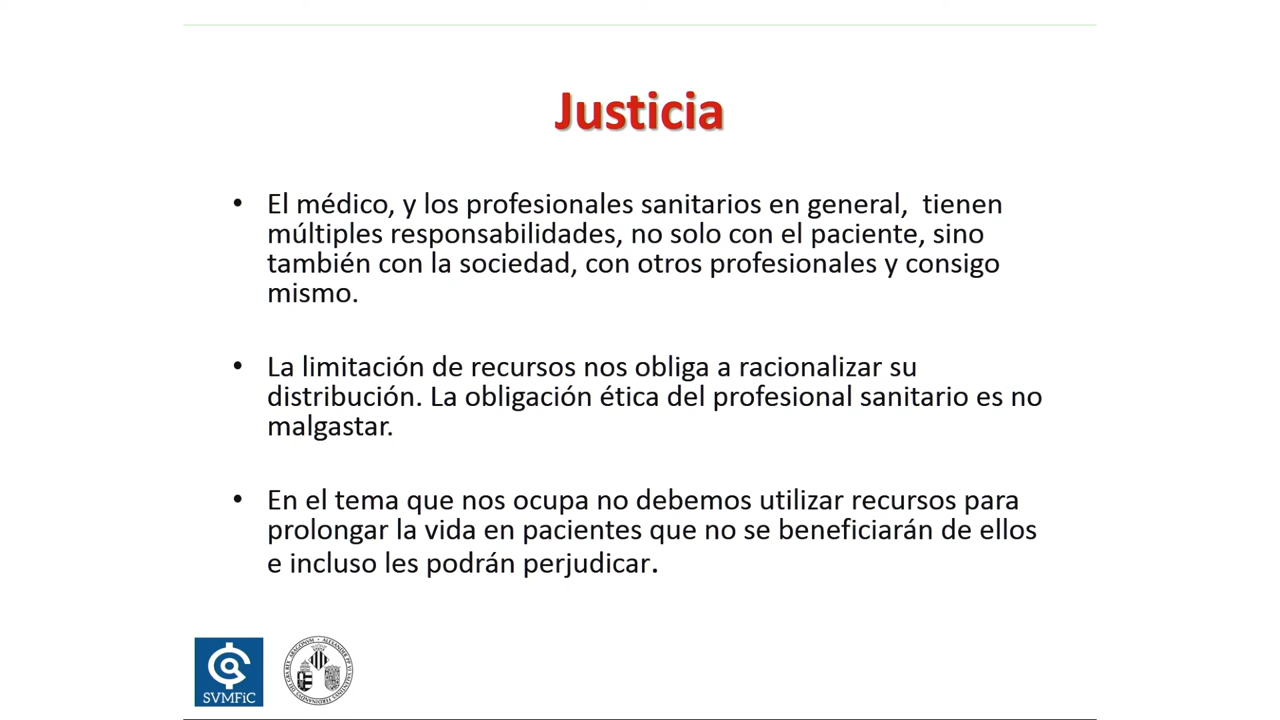 Justicia
• El médico, y los profesionales sanitarios en general, tienen
múltiples responsabilidades, no solo con el paciente, sino
también con la sociedad, con otros profesionales y consigo
mismo.
• La limitación de recursos nos obliga a racionalizar su
distribución. La obligación ética del profesional sanitario es no
malgastar.
• En el tema que nos ocupa no debemos utilizar recursos para
prolongar la vida en pacientes que no se beneficiarán de ellos
e incluso les podrán perjudicar.
SVMFiC